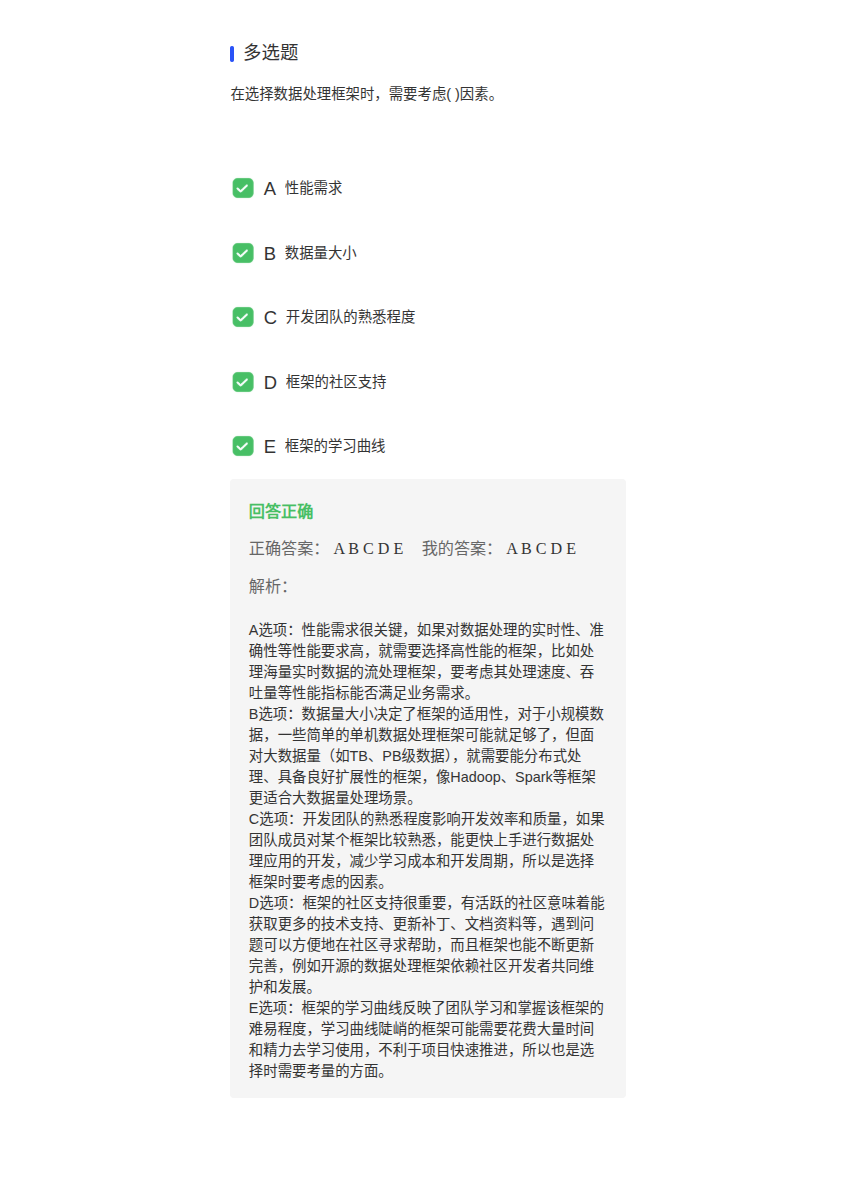 多选题
在选择数据处理框架时，需要考虑( )因素。
A 性能需求
B 数据量大小
C 开发团队的熟悉程度
D 框架的社区支持
E 框架的学习曲线
回答正确
正确答案： A B C D E 我的答案： A B C D E
解析：
A选项：性能需求很关键，如果对数据处理的实时性、准
确性等性能要求高，就需要选择高性能的框架，比如处
理海量实时数据的流处理框架，要考虑其处理速度、吞
吐量等性能指标能否满足业务需求。
B选项：数据量大小决定了框架的适用性，对于小规模数
据，一些简单的单机数据处理框架可能就足够了，但面
对大数据量（如TB、PB级数据），就需要能分布式处
理、具备良好扩展性的框架，像Hadoop、Spark等框架
更适合大数据量处理场景。
C选项：开发团队的熟悉程度影响开发效率和质量，如果
团队成员对某个框架比较熟悉，能更快上手进行数据处
理应用的开发，减少学习成本和开发周期，所以是选择
框架时要考虑的因素。
D选项：框架的社区支持很重要，有活跃的社区意味着能
获取更多的技术支持、更新补丁、文档资料等，遇到问
题可以方便地在社区寻求帮助，而且框架也能不断更新
完善，例如开源的数据处理框架依赖社区开发者共同维
护和发展。
E选项：框架的学习曲线反映了团队学习和掌握该框架的
难易程度，学习曲线陡峭的框架可能需要花费大量时间
和精力去学习使用，不利于项目快速推进，所以也是选
择时需要考量的方面。